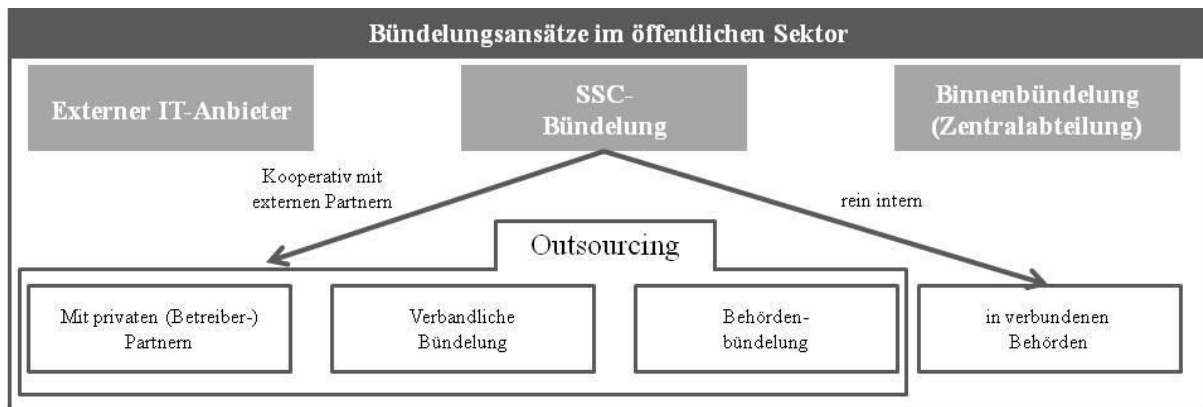 Bündelungsansätze im öffentlichen Sektor
Externer IT-Anbieter
SSC-
Bündelung
Binnenbündelung
(Zentralabteilung)
Kooperativ mit
externen Partnern
rein intern
Outsourcing
Mit privaten (Betreiber-)
Partnern
Verbandliche
Bündelung
Behörden-
bündelung
in verbundenen
Behörden